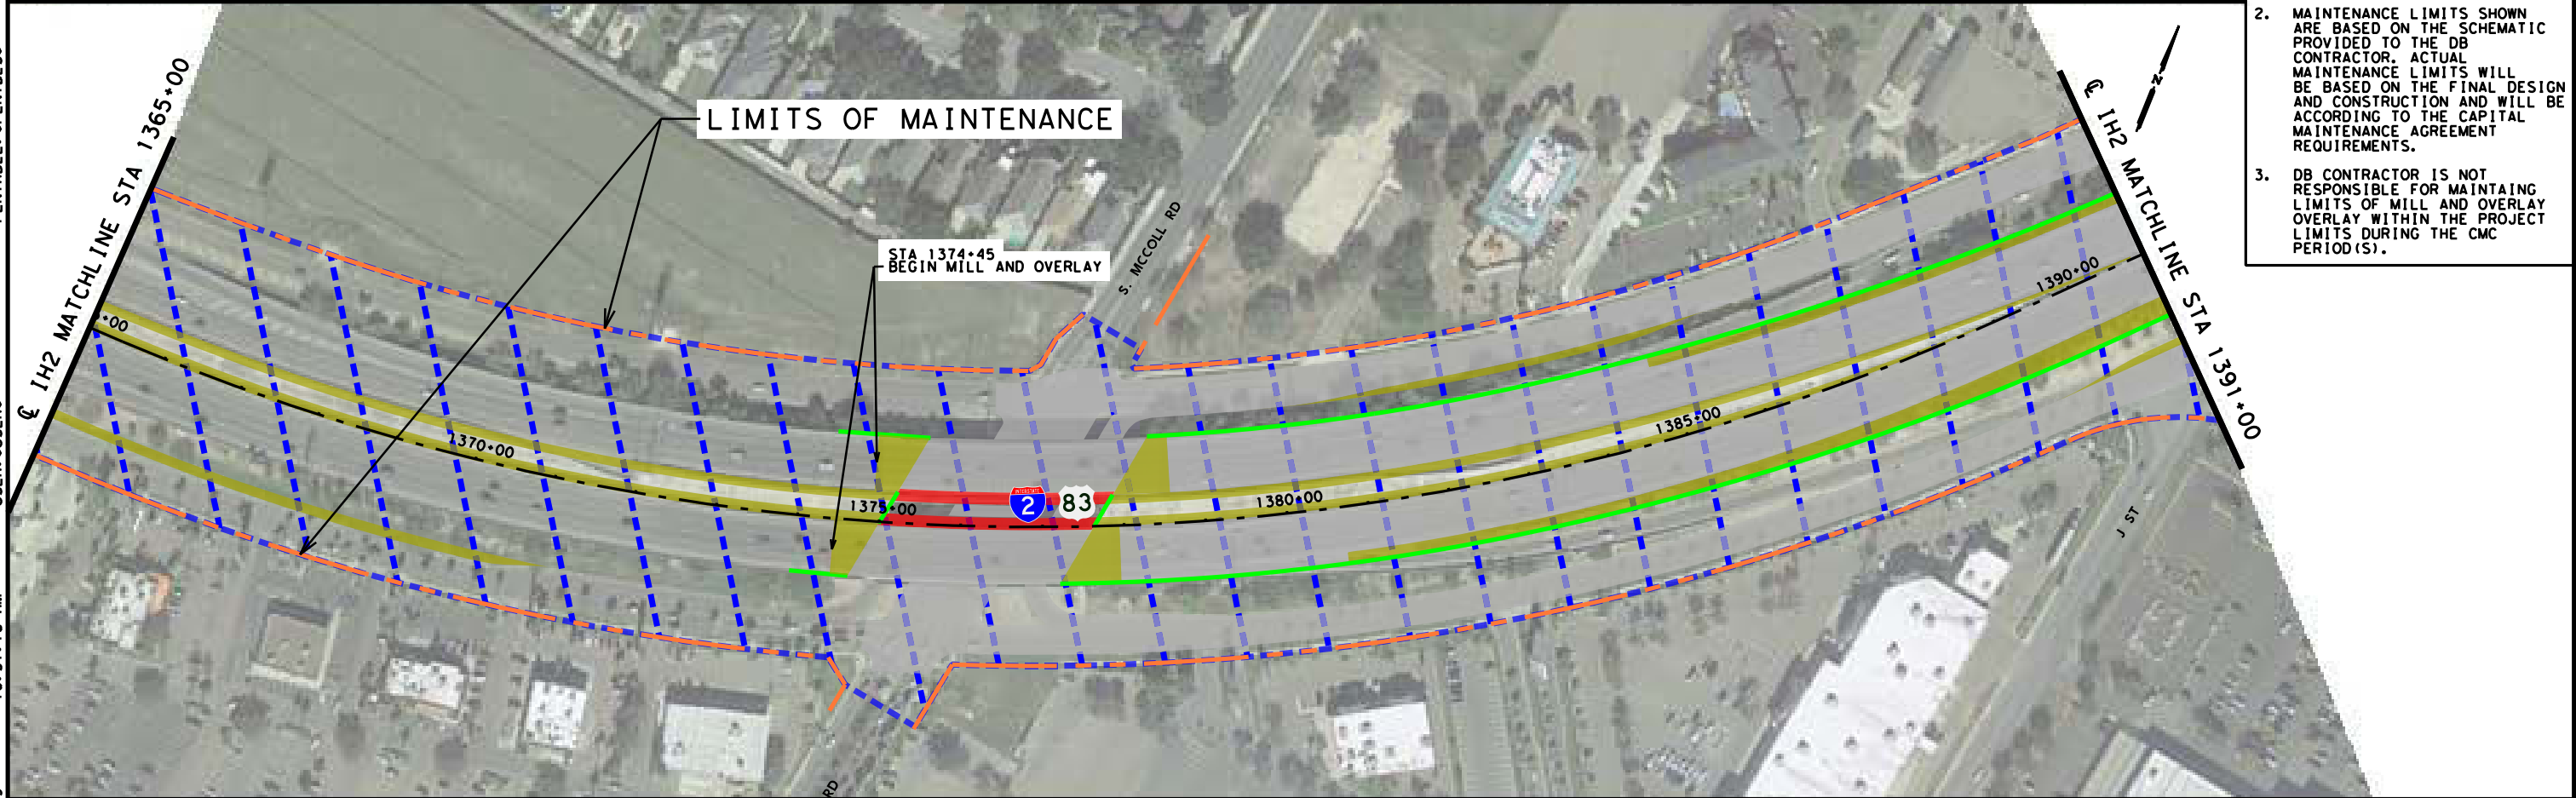 ℄ IH2 MATCHLINE STA 1365+00
LIMITS OF MAINTENANCE
STA 1374+45
BEGIN MILL AND OVERLAY
S. MCCOLL RD
+00
1370+00
1375+00
INTERSTATE
2
83
1380+00
1385+00
1390+00
RD
J ST
N
℄ IH2 MATCHLINE STA 1391+00
2. MAINTENANCE LIMITS SHOWN
ARE BASED ON THE SCHEMATIC
PROVIDED TO THE DB
CONTRACTOR. ACTUAL
MAINTENANCE LIMITS WILL
BE BASED ON THE FINAL DESIGN
AND CONSTRUCTION AND WILL BE
ACCORDING TO THE CAPITAL
MAINTENANCE AGREEMENT
REQUIREMENTS.
3. DB CONTRACTOR IS NOT
RESPONSIBLE FOR MAINTAING
LIMITS OF MILL AND OVERLAY
OVERLAY WITHIN THE PROJECT
LIMITS DURING THE CMC
PERIOD(S).